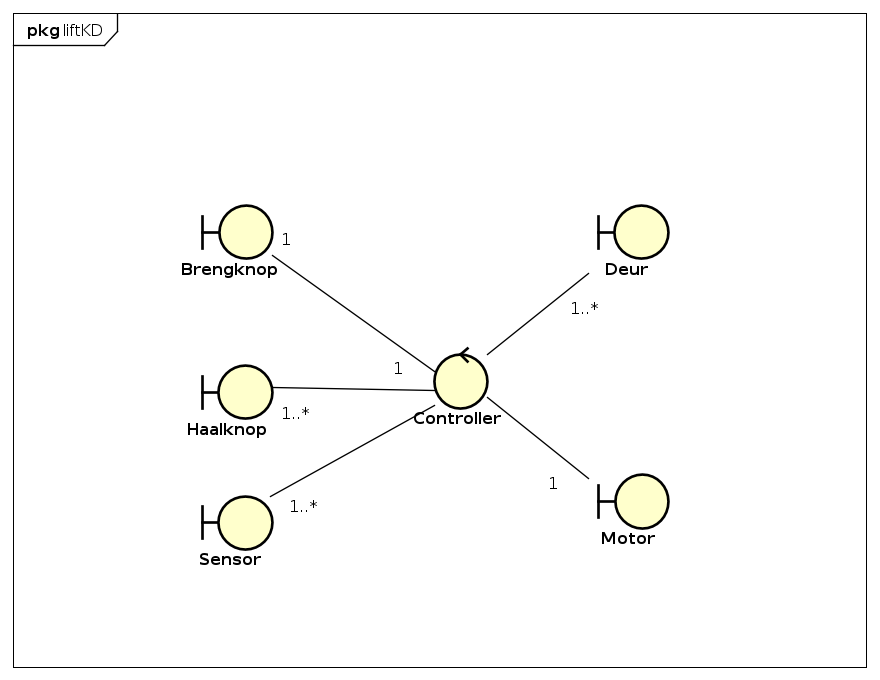 pkg liftKD
1
Brengknop
Deur
1..*
1
1..*
Haalknop
Controller
1
1..*
Sensor
Motor